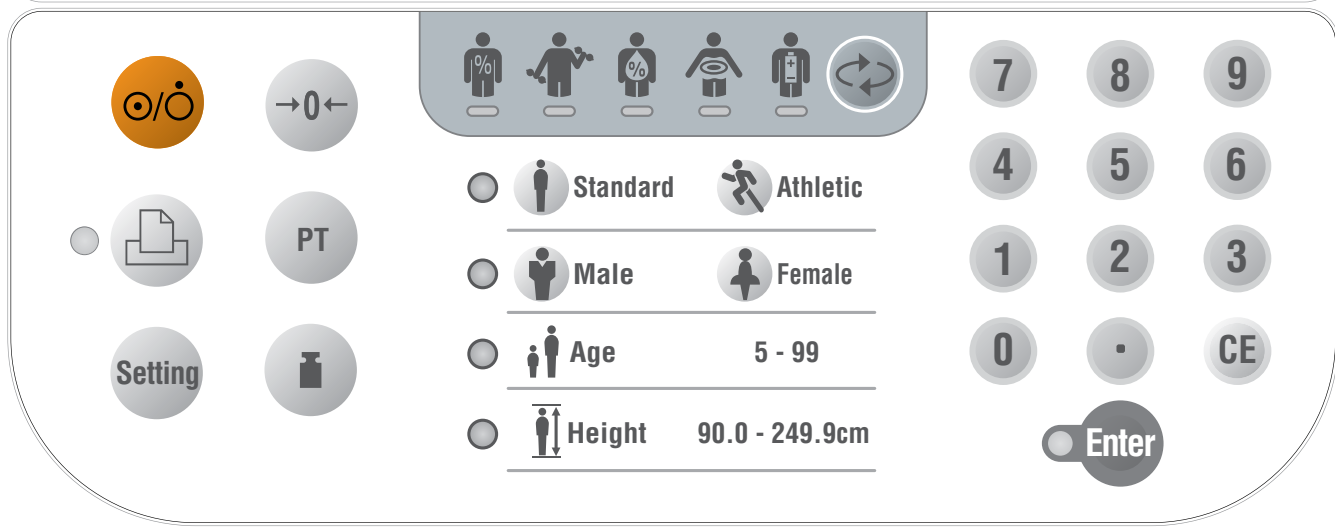 →0←
PT
Setting
%
%
+
-
Standard Athletic
Male Female
Age 5 - 99
Height 90.0 - 249.9cm
7 8 9
4 5 6
1 2 3
0 . CE
Enter